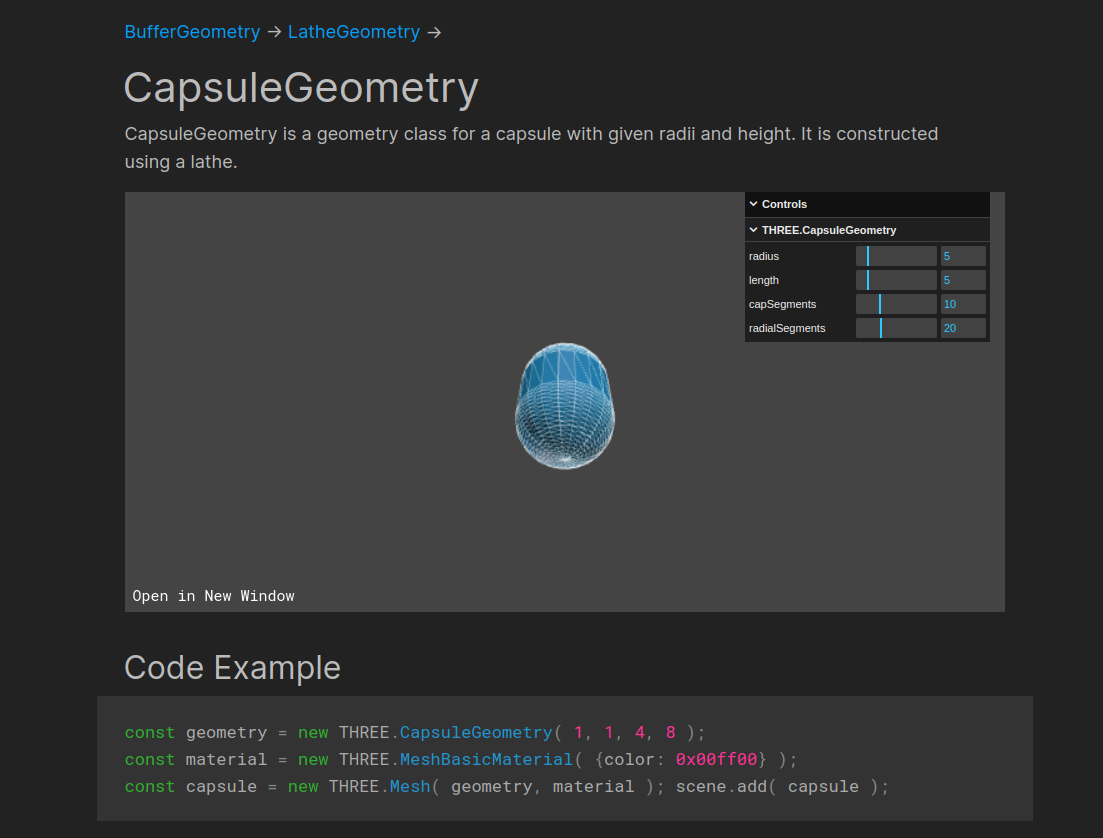 BufferGeometry → LatheGeometry →
CapsuleGeometry
CapsuleGeometry is a geometry class for a capsule with given radii and height. It is constructed
using a lathe.
Controls
THREE.CapsuleGeometry
radius 5
length 5
capSegments 10
radialSegments 20
Open in New Window
Code Example
const geometry = new THREE.CapsuleGeometry( 1, 1, 4, 8 );
const material = new THREE.MeshBasicMaterial( {color: 0x00ff00} );
const capsule = new THREE.Mesh( geometry, material ); scene.add( capsule );